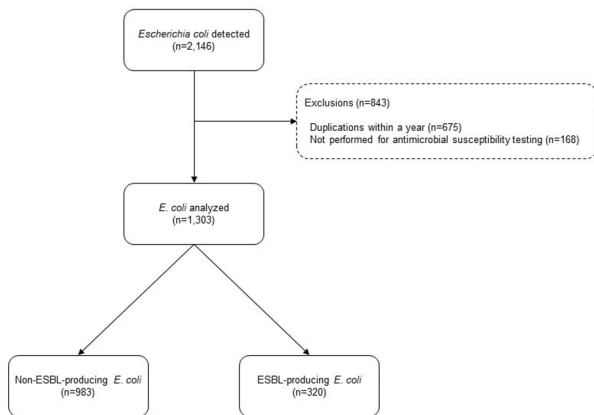 Escherichia coli detected
(n=2,146)
Exclusions (n=843)
Duplications within a year (n=675)
Not performed for antimicrobial susceptibility testing (n=168)
E. coli analyzed
(n=1,303)
Non-ESBL-producing E. coli
(n=983)
ESBL-producing E. coli
(n=320)